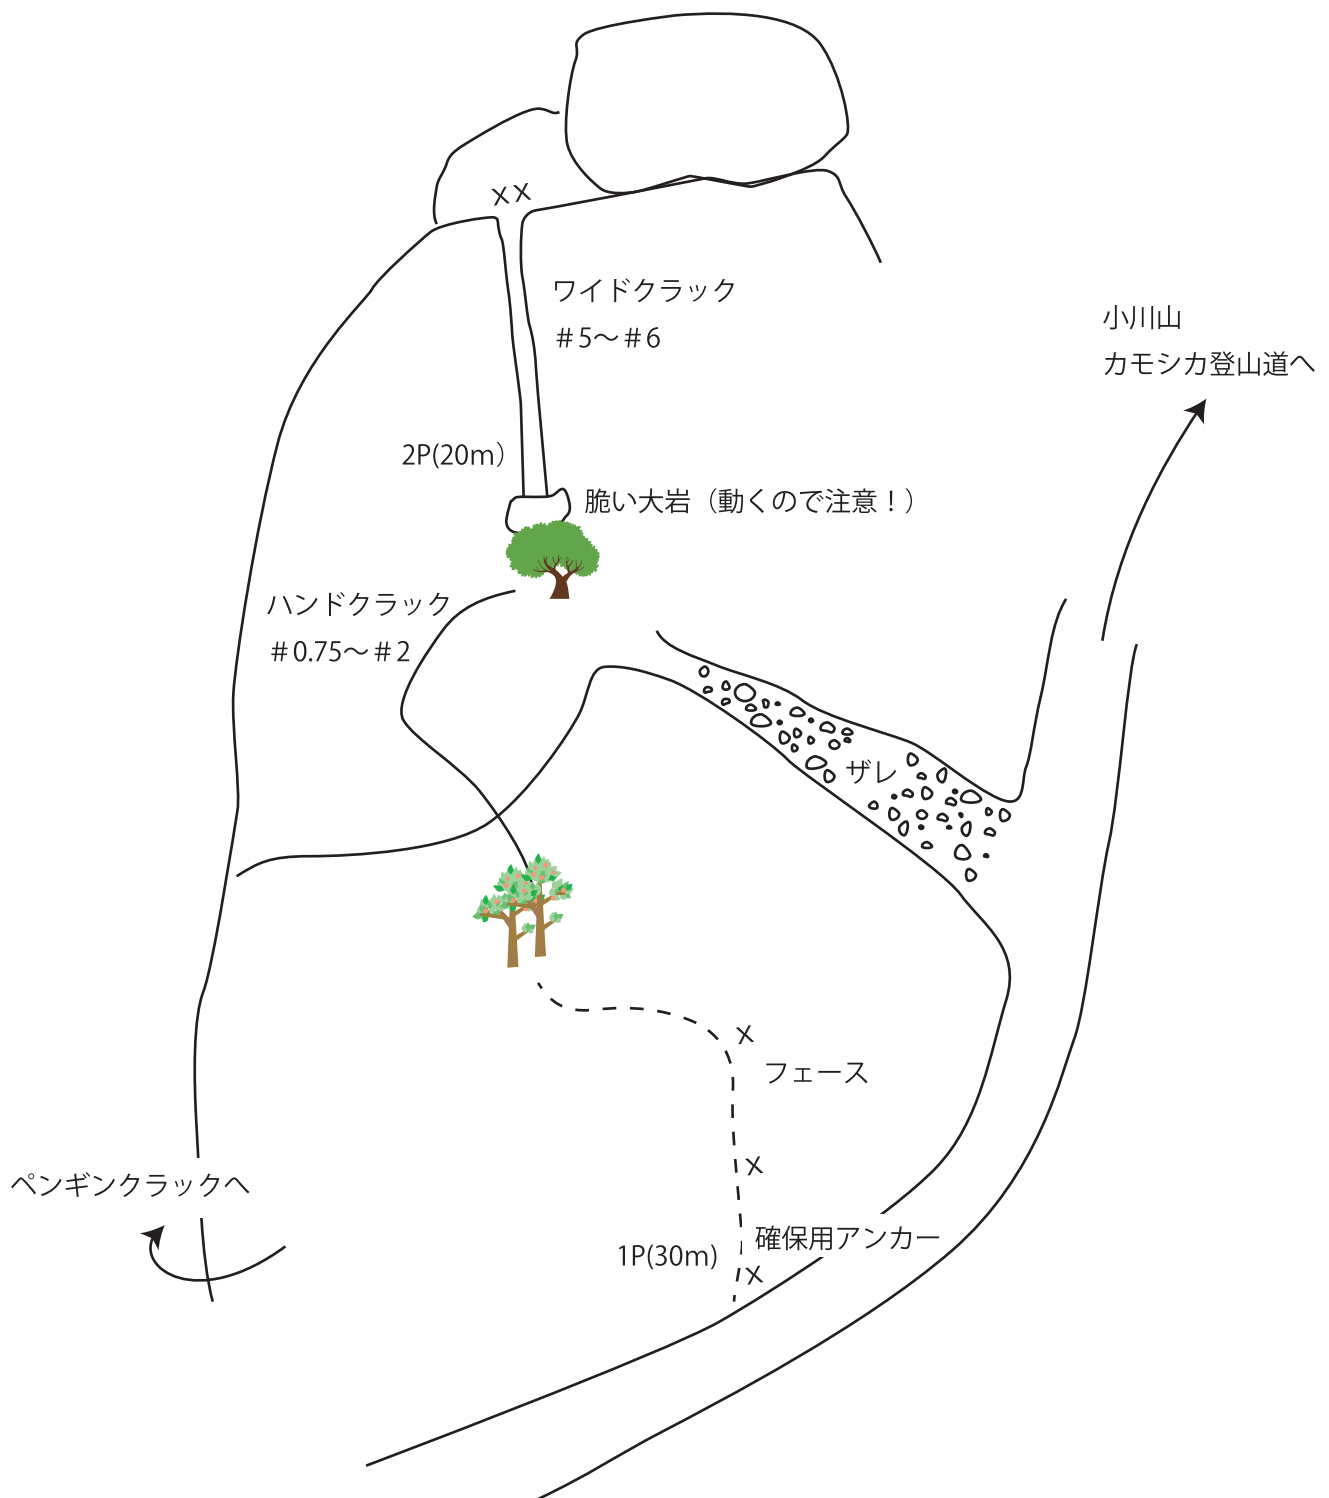 XX
ワイドクラック
＃5～＃6
小川山
カモシカ登山道へ
2P(20m）
脆い大岩（動くので注意！）
ハンドクラック
＃0.75～＃2
ザレ
X
フェース
X
ペンギンクラックへ
確保用アンカー
1P(30m)
X